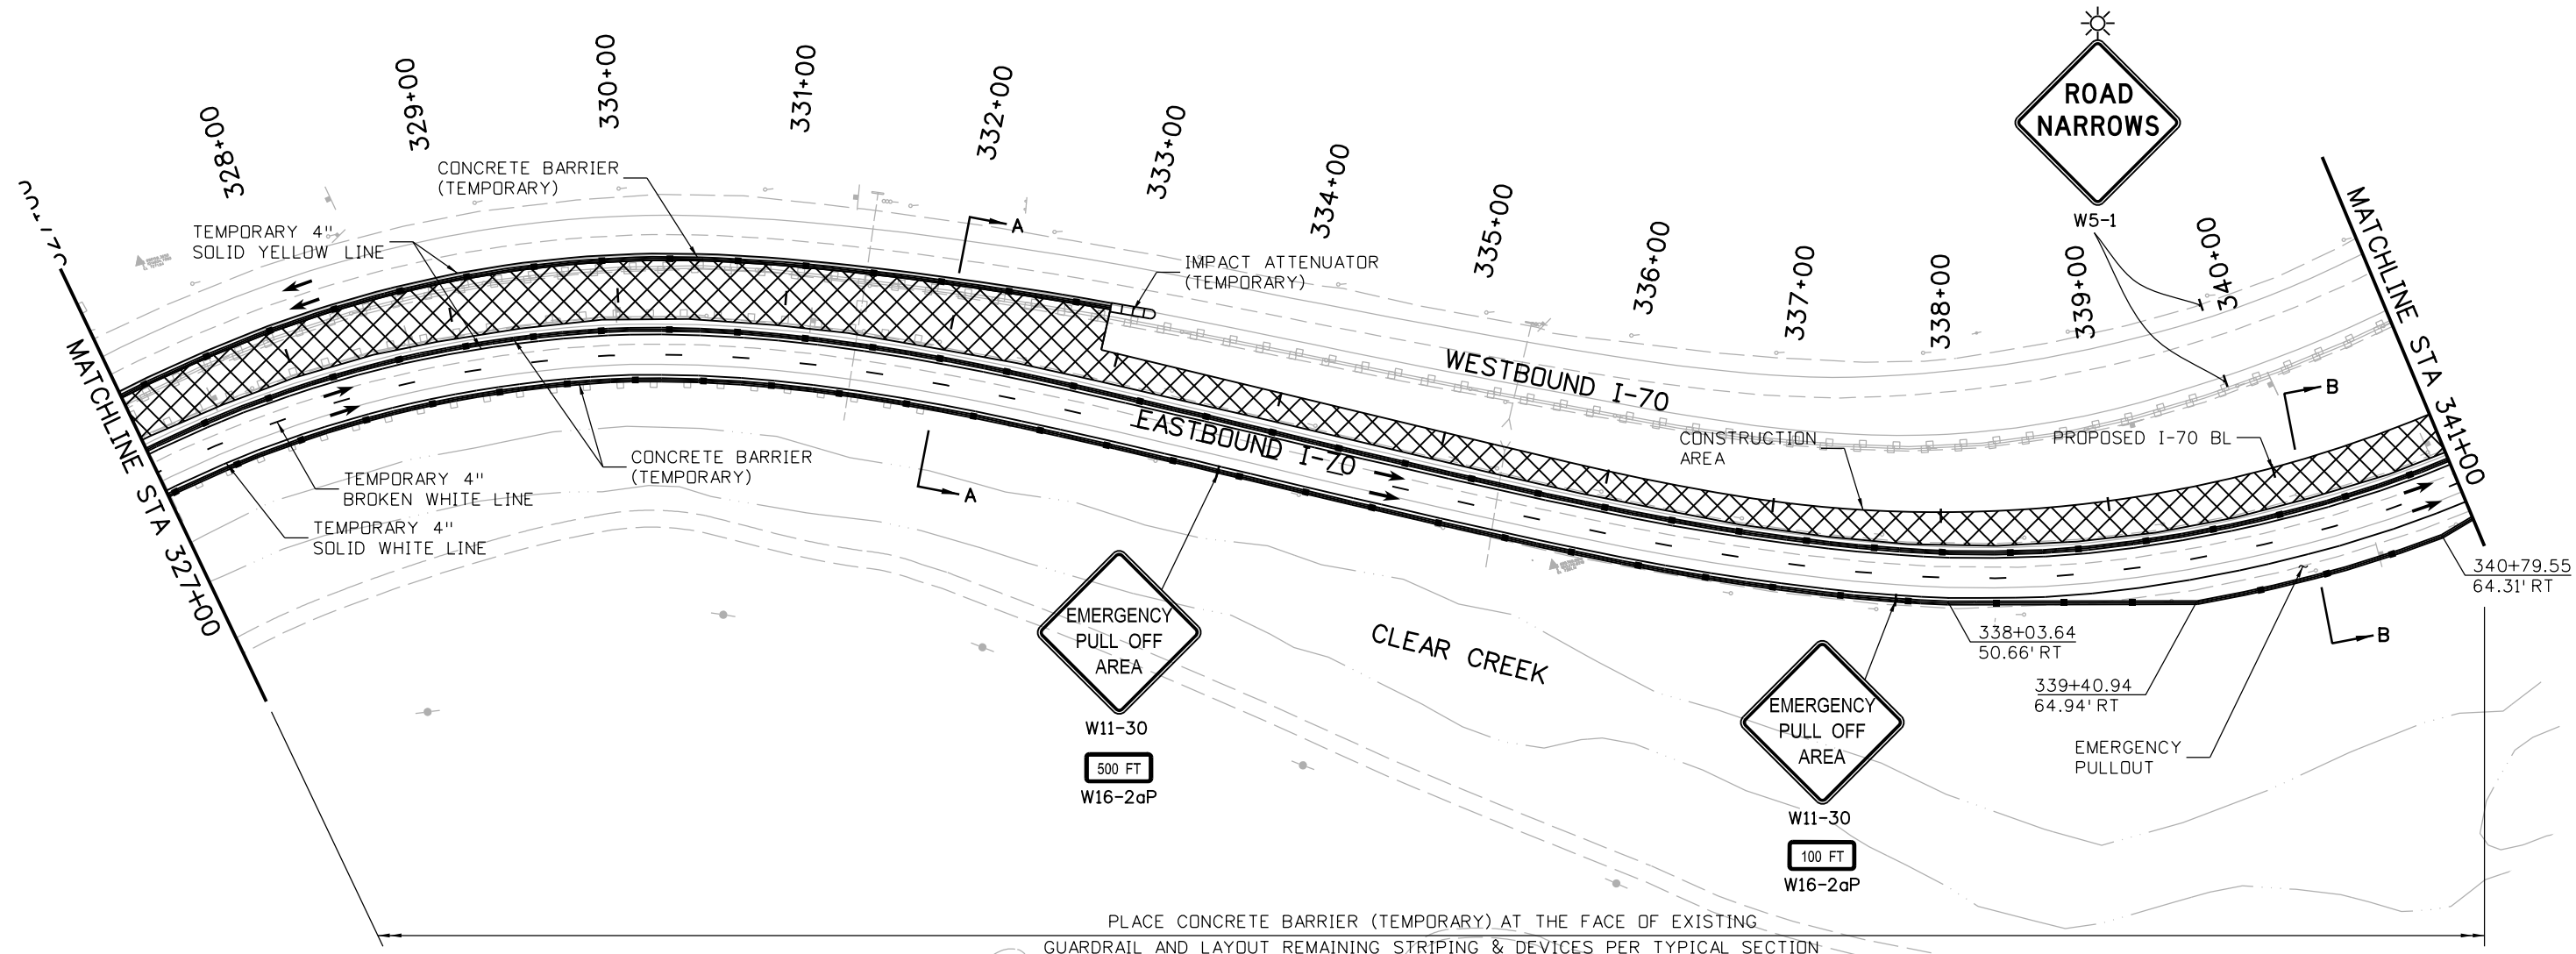 328+00
329+00
330+00
331+00
332+00
333+00
334+00
335+00
336+00
337+00
338+00
339+00
340+00
ROAD
NARROWS
W5-1
CONCRETE BARRIER
(TEMPORARY)
TEMPORARY 4"
SOLID YELLOW LINE
A
IMPACT ATTENUATOR
(TEMPORARY)
WESTBOUND I-70
EASTBOUND I-70
CONSTRUCTION
AREA
PROPOSED I-70 BL
B
MATCHLINE STA 341+00
MATCHLINE STA 327+00
TEMPORARY 4"
BROKEN WHITE LINE
TEMPORARY 4"
SOLID WHITE LINE
CONCRETE BARRIER
(TEMPORARY)
A
EMERGENCY
PULL OFF
AREA
W11-30
500 FT
W16-2aP
CLEAR CREEK
EMERGENCY
PULL OFF
AREA
W11-30
100 FT
W16-2aP
338+03.64
50.66' RT
339+40.94
64.94' RT
340+79.55
64.31' RT
B
EMERGENCY
PULLOUT
PLACE CONCRETE BARRIER (TEMPORARY) AT THE FACE OF EXISTING
GUARDRAIL AND LAYOUT REMAINING STRIPING & DEVICES PER TYPICAL SECTION